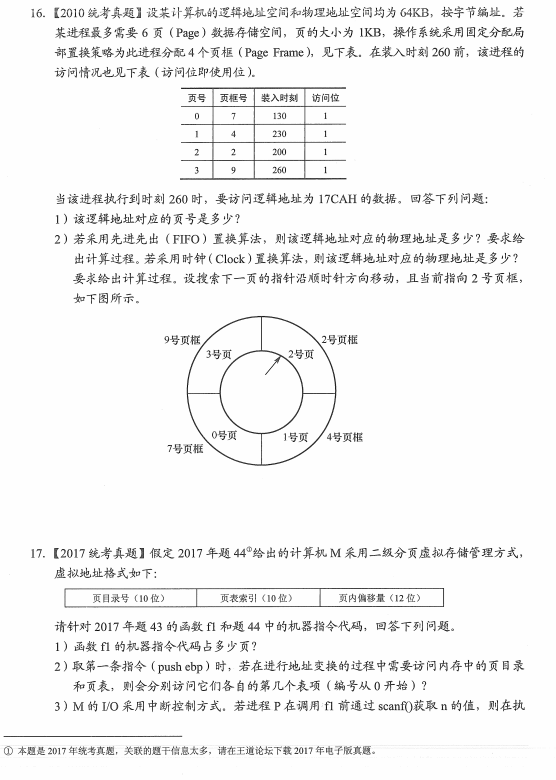 16.【2010 统考真题】设某计算机的逻辑地址空间和物理地址空间均为 64KB，按字节编址。若
某进程最多需要 6 页（Page）数据存储空间，页的大小为 1KB，操作系统采用固定分配局
部置换策略为此进程分配 4 个页框（Page Frame），见下表。在装入时刻 260 前，该进程的
访问情况也见下表（访问位即使用位）。
页号 页框号 装入时刻 访问位
0 7 130 1
1 4 230 1
2 2 200 1
3 9 260 1
当该进程执行到时刻 260 时，要访问逻辑地址为 17CAH 的数据。回答下列问题：
1）该逻辑地址对应的页号是多少？
2）若采用先进先出（FIFO）置换算法，则该逻辑地址对应的物理地址是多少？要求给
出计算过程。若采用时钟（Clock）置换算法，则该逻辑地址对应的物理地址是多少？
要求给出计算过程。设搜索下一页的指针沿顺时针方向移动，且当前指向 2 号页框，
如下图所示。
9号页框 2号页框
3号页 2号页
0号页 1号页 4号页框
7号页框
17.【2017 统考真题】假定 2017 年题 44①给出的计算机 M 采用二级分页虚拟存储管理方式，
虚拟地址格式如下：
页目录号（10 位） 页表索引（10 位） 页内偏移量（12 位）
请针对 2017 年题 43 的函数 f1 和题 44 中的机器指令代码，回答下列问题。
1）函数 f1 的机器指令代码占多少页？
2）取第一条指令（push ebp）时，若在进行地址变换的过程中需要访问内存中的页目录
和页表，则会分别访问它们各自的第几个表项（编号从 0 开始）？
3）M 的 I/O 采用中断控制方式。若进程 P 在调用 f1 前通过 scanf()获取 n 的值，则在执
① 本题是 2017 年统考真题，关联的题干信息太多，请在王道论坛下载 2017 年电子版真题。